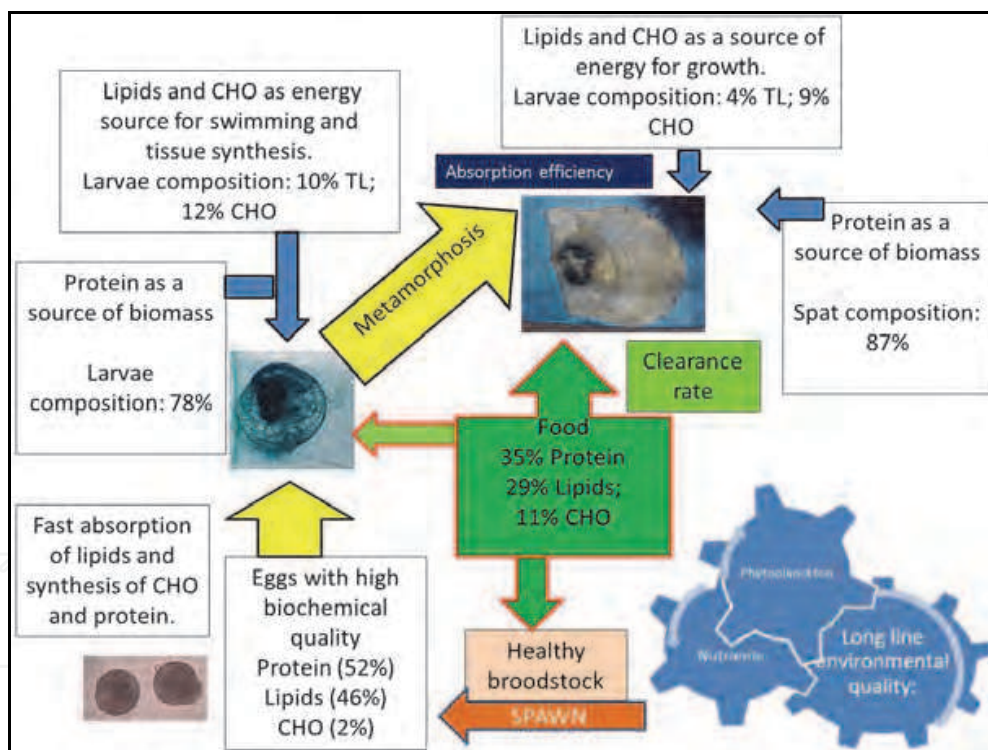 Lipids and CHO as a source of
energy for growth.
Larvae composition: 4% TL; 9%
CHO
Lipids and CHO as energy
source for swimming and
tissue synthesis.
Larvae composition: 10% TL;
12% CHO
Absorption efficiency
Protein as a
source of biomass
Spat composition:
87%
Metamorphosis
Protein as a
source of biomass
Larvae
composition: 78%
Clearance
rate
Food
35% Protein
29% Lipids;
11% CHO
Fast absorption
of lipids and
synthesis of CHO
and protein.
Eggs with high
biochemical
quality
Protein (52%)
Lipids (46%)
CHO (2%)
Healthy
broodstock
SPAWN
Phytoplankton
Nutrients
Long line
environmental
quality: